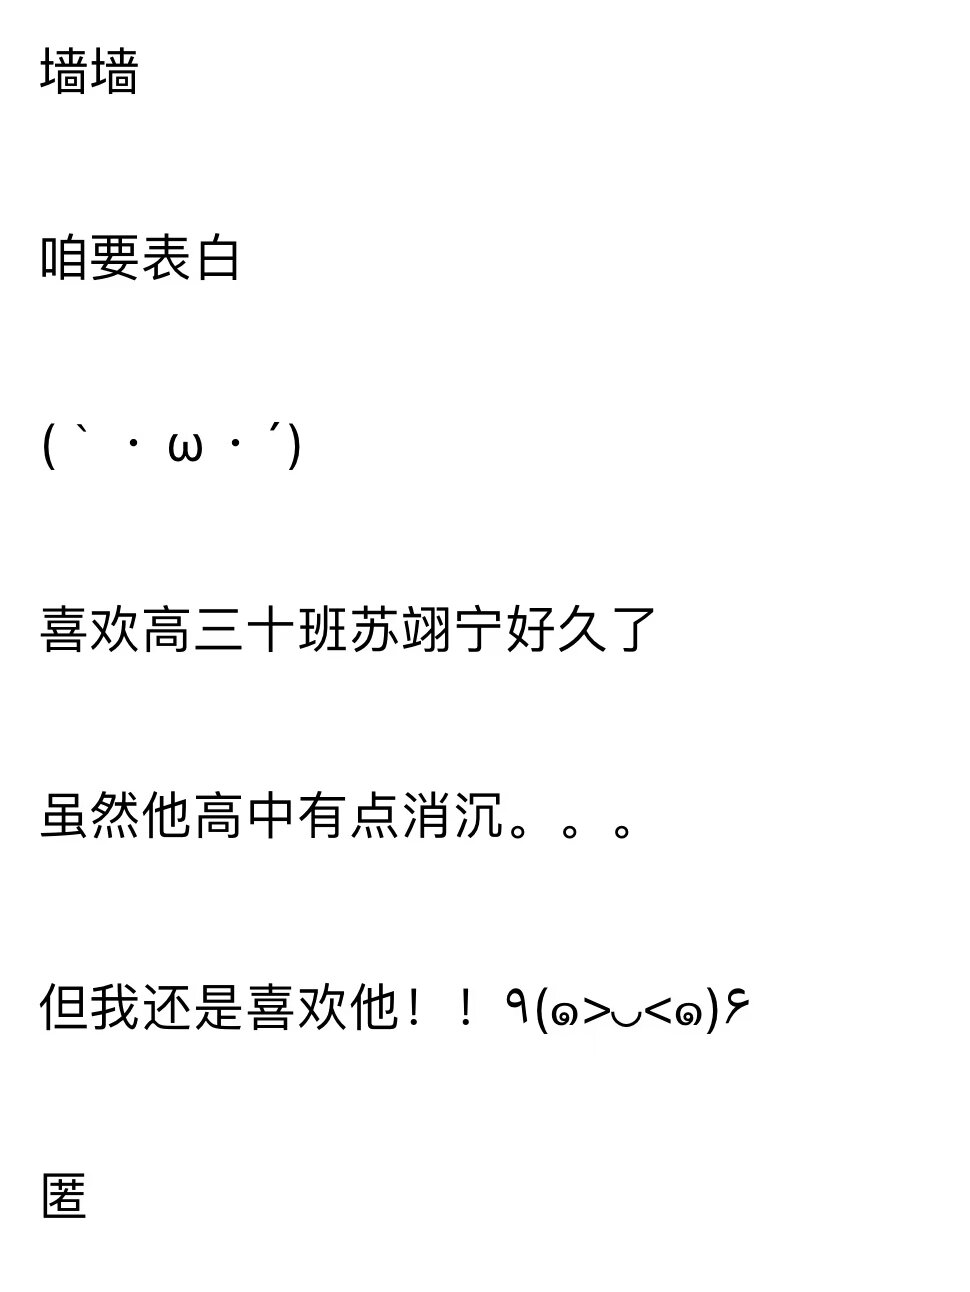 墙墙
咱要表白
(｀・ω・´)
喜欢高三十班苏翊宁好久了
虽然他高中有点消沉。。。
但我还是喜欢他！！٩(๑>◡<๑)۶
匿